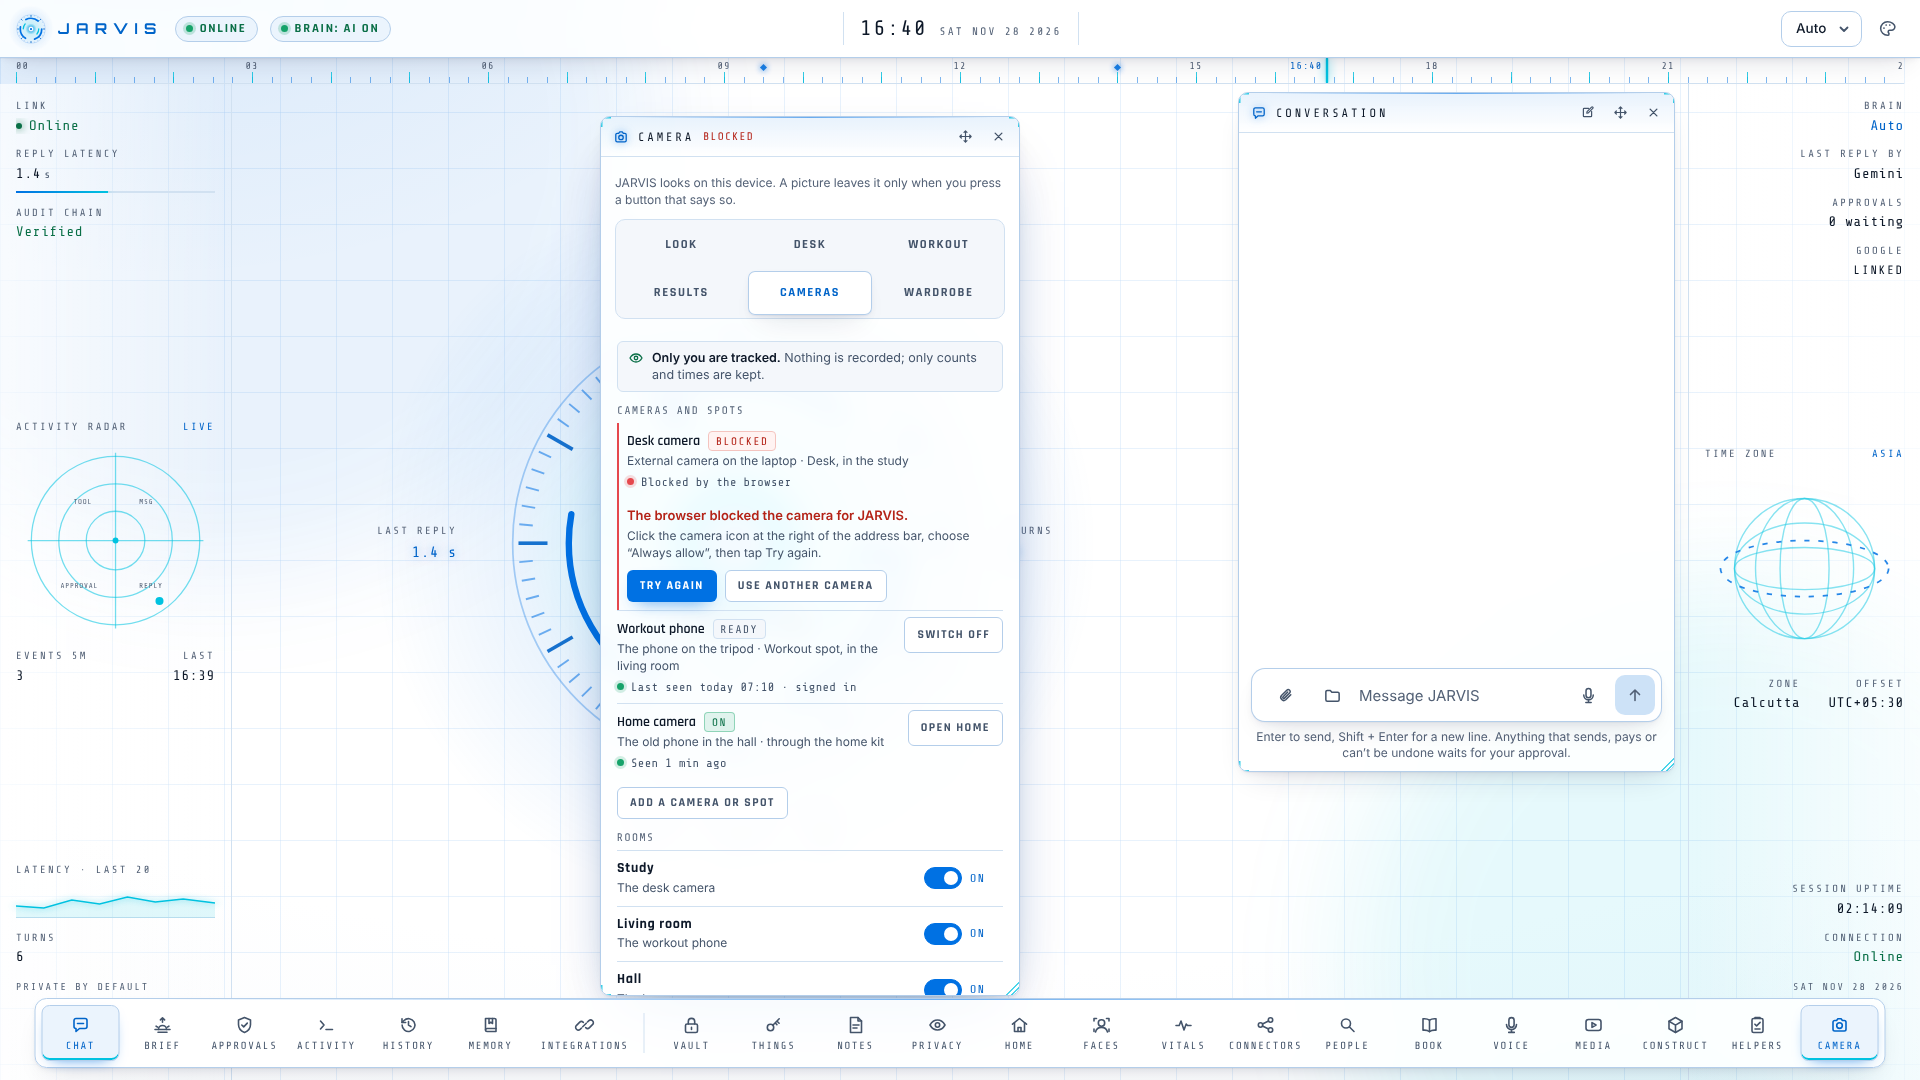 JARVIS
ONLINE
BRAIN: AI ON
16:40 SAT NOV 28 2026
Auto
00 03 06 09 12 15 16:40 18 21 2
LINK
Online
REPLY LATENCY
1.4 s
AUDIT CHAIN
Verified
ACTIVITY RADAR LIVE
TOOL MSG
APPROVAL REPLY
EVENTS 5M LAST
3 16:39
LATENCY · LAST 20
TURNS
6
PRIVATE BY DEFAULT
LAST REPLY
1.4 s
CAMERA BLOCKED
JARVIS looks on this device. A picture leaves it only when you press
a button that says so.
LOOK DESK WORKOUT
RESULTS CAMERAS WARDROBE
Only you are tracked. Nothing is recorded; only counts
and times are kept.
CAMERAS AND SPOTS
Desk camera BLOCKED
External camera on the laptop · Desk, in the study
Blocked by the browser
The browser blocked the camera for JARVIS.
Click the camera icon at the right of the address bar, choose
“Always allow”, then tap Try again.
TRY AGAIN USE ANOTHER CAMERA
Workout phone READY
SWITCH OFF
The phone on the tripod · Workout spot, in the
living room
Last seen today 07:10 · signed in
Home camera ON
OPEN HOME
The old phone in the hall · through the home kit
Seen 1 min ago
ADD A CAMERA OR SPOT
ROOMS
Study
The desk camera
ON
Living room
The workout phone
ON
Hall
ON
URNS
CONVERSATION
Message JARVIS
Enter to send, Shift + Enter for a new line. Anything that sends, pays or
can’t be undone waits for your approval.
BRAIN
Auto
LAST REPLY BY
Gemini
APPROVALS
0 waiting
GOOGLE
LINKED
TIME ZONE ASIA
ZONE OFFSET
Calcutta UTC+05:30
SESSION UPTIME
02:14:09
CONNECTION
Online
SAT NOV 28 2026
CHAT BRIEF APPROVALS ACTIVITY HISTORY MEMORY INTEGRATIONS VAULT THINGS NOTES PRIVACY HOME FACES VITALS CONNECTORS PEOPLE BOOK VOICE MEDIA CONSTRUCT HELPERS CAMERA